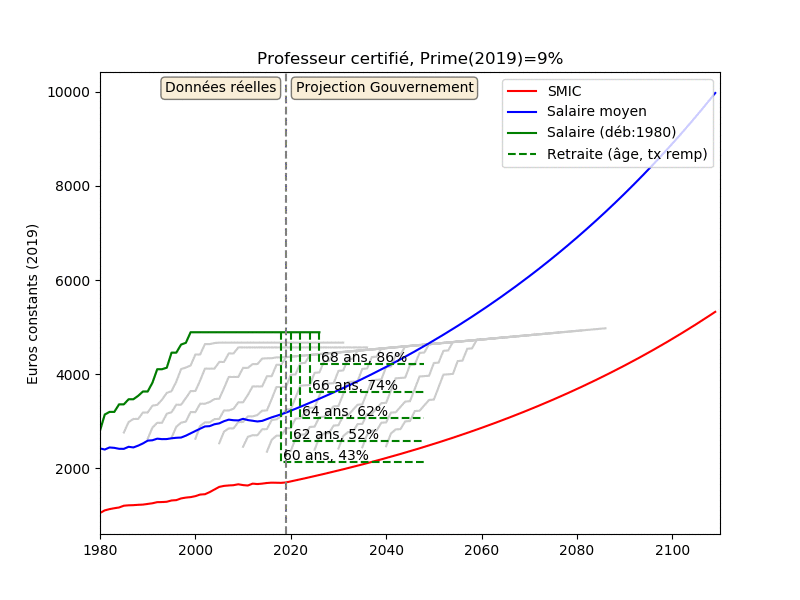 Professeur certifié, Prime(2019)=9%
Données réelles
Projection Gouvernement
SMIC
Salaire moyen
Salaire (déb:1980)
Retraite (âge, tx remp)
Euros constants (2019)
10000
8000
6000
4000
2000
68 ans, 86%
66 ans, 74%
64 ans, 62%
62 ans, 52%
60 ans, 43%
1980
2000
2020
2040
2060
2080
2100